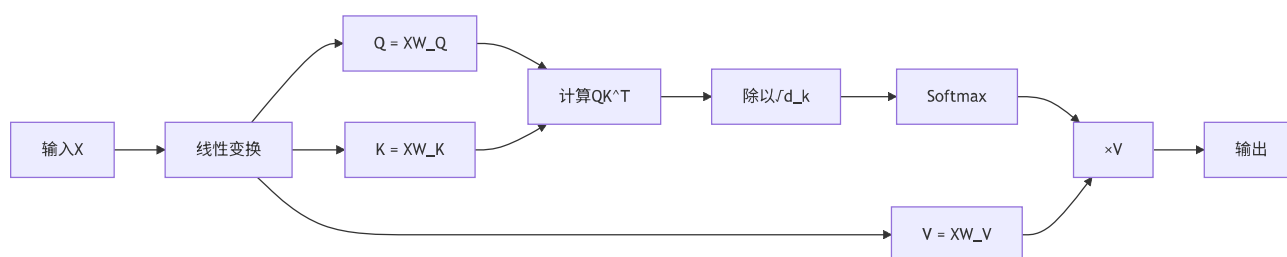 输入X
线性变换
Q = XW_Q
K = XW_K
计算QK^T
除以√d_k
Softmax
V = XW_V
×V
输出